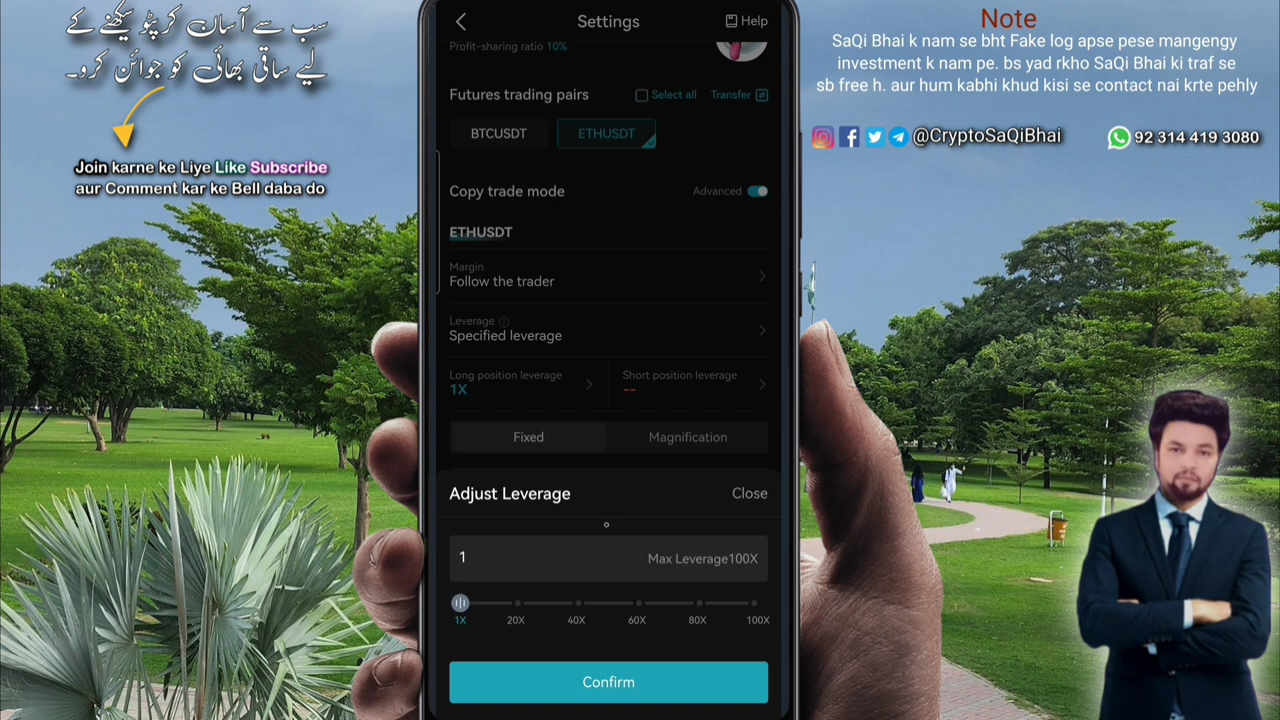 سب سے آسان کرپٹو سیکھنے کے
لیے ساقی بھائی کو جوائن کرو۔
Join karne ke Liye Like Subscribe
aur Comment kar ke Bell daba do
Settings
Help
Profit-sharing ratio 10%
Futures trading pairs
Select all
Transfer
BTCUSDT
ETHUSDT
Copy trade mode
Advanced
ETHUSDT
Margin
Follow the trader
Leverage
Specified leverage
Long position leverage
1X
Short position leverage
--
Fixed
Magnification
Adjust Leverage
Close
1
Max Leverage100X
1X 20X 40X 60X 80X 100X
Confirm
Note
SaQi Bhai k nam se bht Fake log apse pese mangengy
investment k nam pe. bs yad rkho SaQi Bhai ki traf se
sb free h. aur hum kabhi khud kisi se contact nai krte pehly
@CryptoSaQiBhai
92 314 419 3080